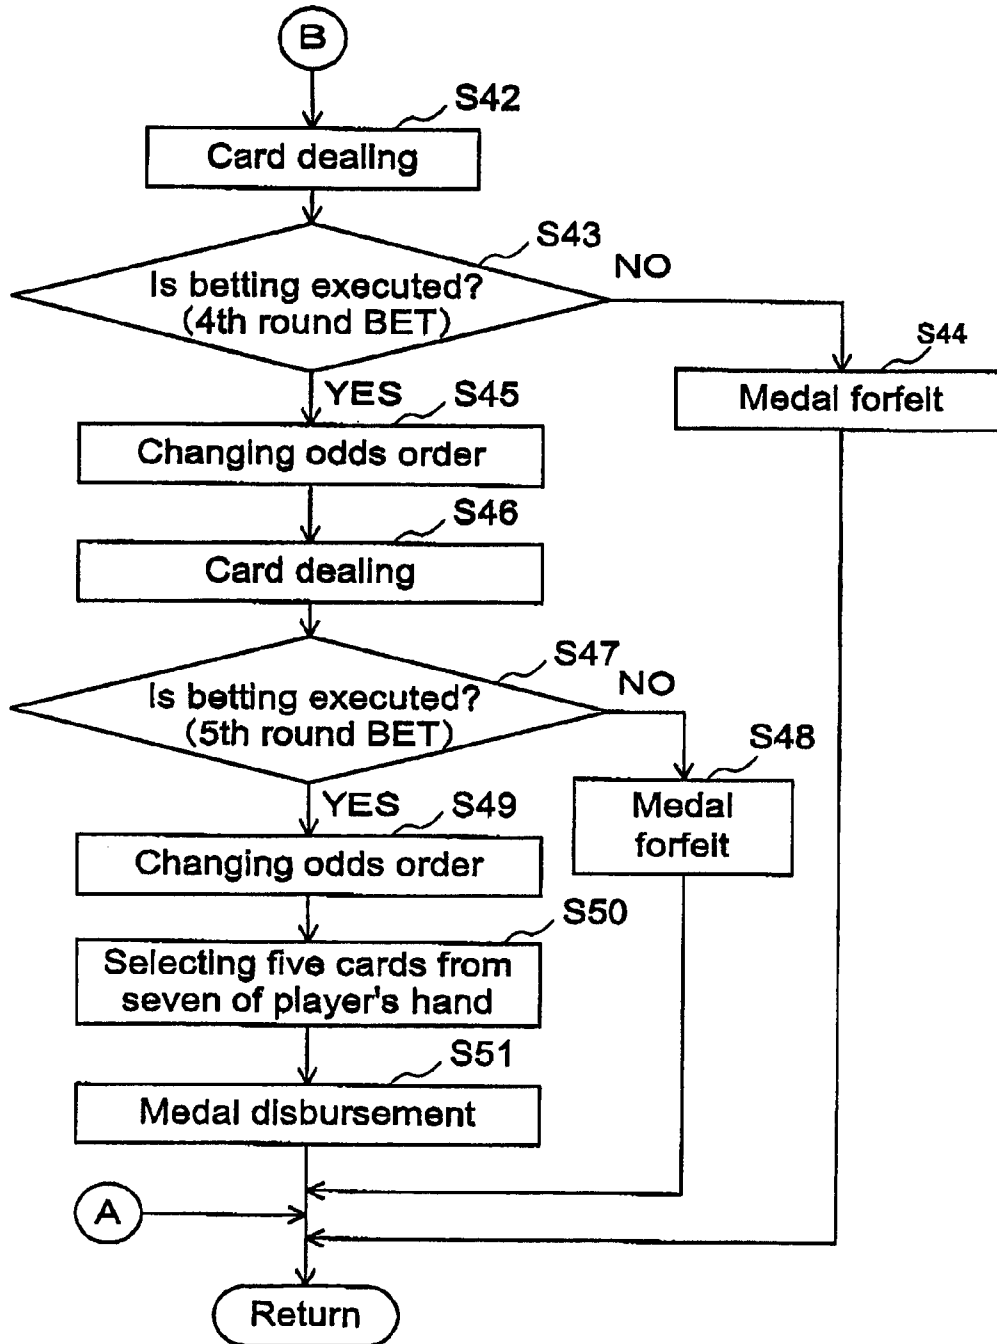 B
S42
Card dealing
S43
Is betting executed?
(4th round BET)
NO
S44
Medal forfeit
YES
S45
Changing odds order
S46
Card dealing
S47
Is betting executed?
(5th round BET)
NO
S48
Medal
forfeit
YES
S49
Changing odds order
S50
Selecting five cards from
seven of player's hand
S51
Medal disbursement
A
Return